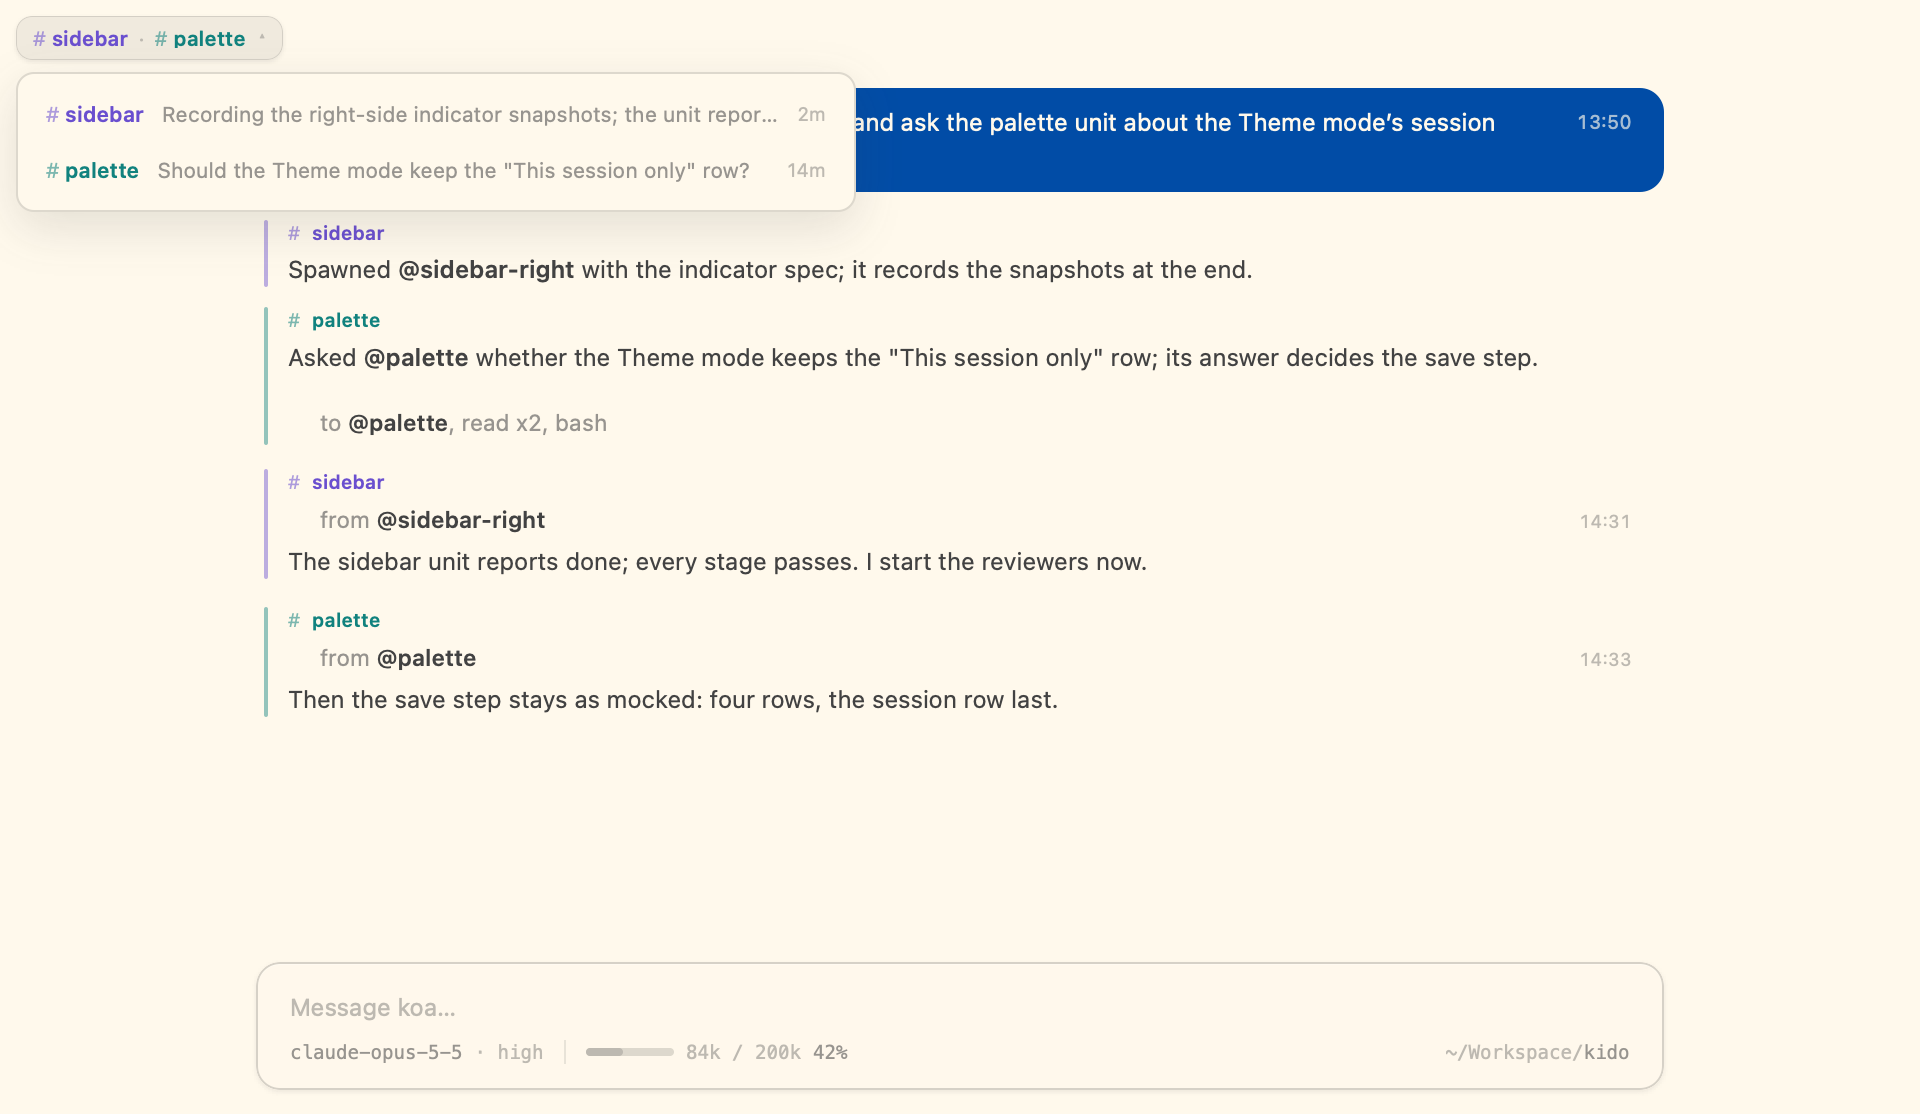 # sidebar · # palette
# sidebar Recording the right-side indicator snapshots; the unit repor... 2m
# palette Should the Theme mode keep the "This session only" row? 14m
and ask the palette unit about the Theme mode’s session 13:50
# sidebar
Spawned @sidebar-right with the indicator spec; it records the snapshots at the end.
# palette
Asked @palette whether the Theme mode keeps the "This session only" row; its answer decides the save step.
to @palette, read x2, bash
# sidebar
from @sidebar-right 14:31
The sidebar unit reports done; every stage passes. I start the reviewers now.
# palette
from @palette 14:33
Then the save step stays as mocked: four rows, the session row last.
Message koa...
claude-opus-5-5 · high 84k / 200k 42% ~/Workspace/kido